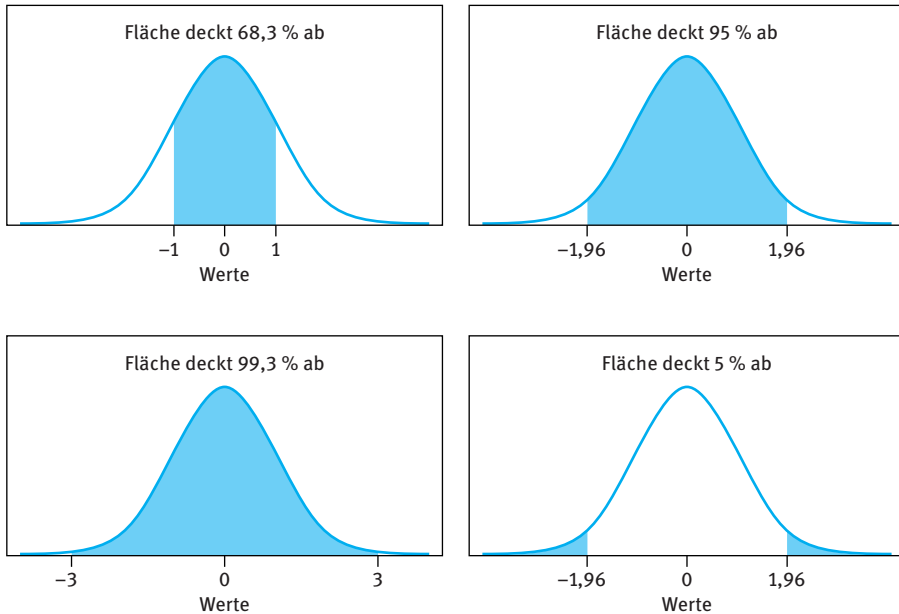 Fläche deckt 68,3 % ab
–1 0 1
Werte
Fläche deckt 95 % ab
–1,96 0 1,96
Werte
Fläche deckt 99,3 % ab
–3 0 3
Werte
Fläche deckt 5 % ab
–1,96 0 1,96
Werte